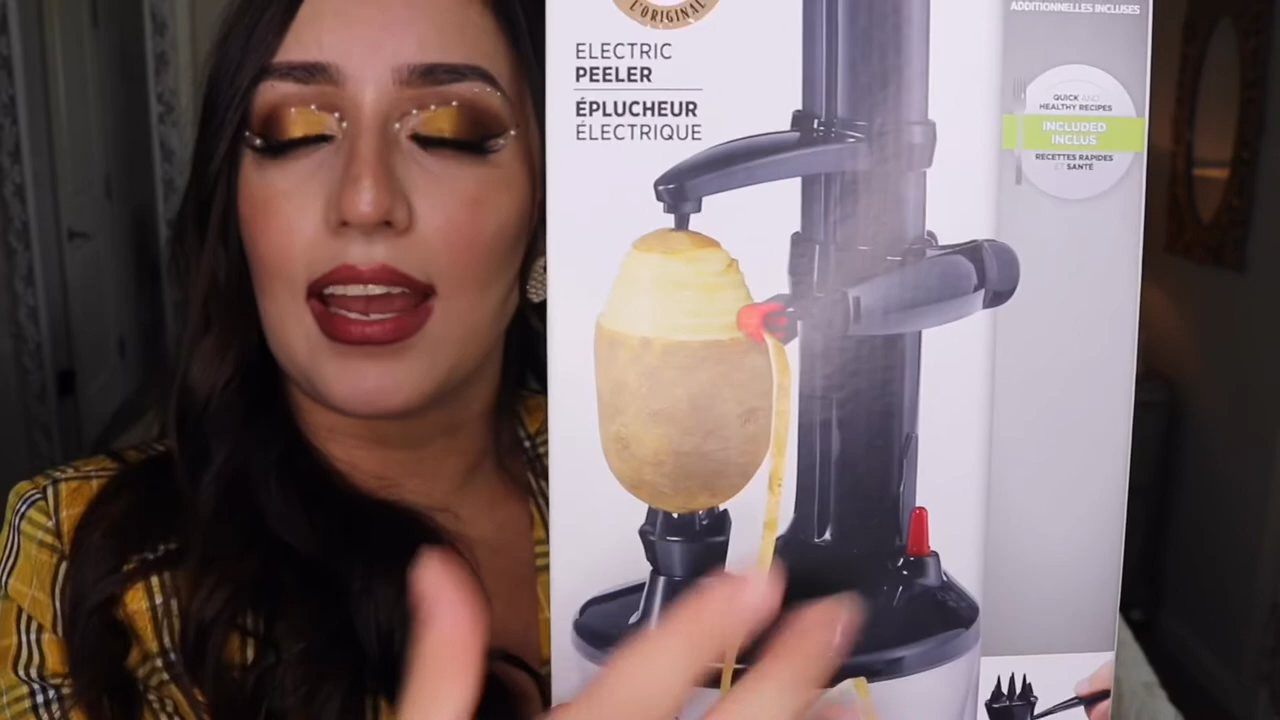 L'ORIGINAL
ELECTRIC
PEELER
ÉPLUCHEUR
ÉLECTRIQUE
ADDITIONNELLES INCLUSES
QUICK AND
HEALTHY RECIPES
INCLUDED
INCLUS
RECETTES RAPIDES
ET SANTÉ